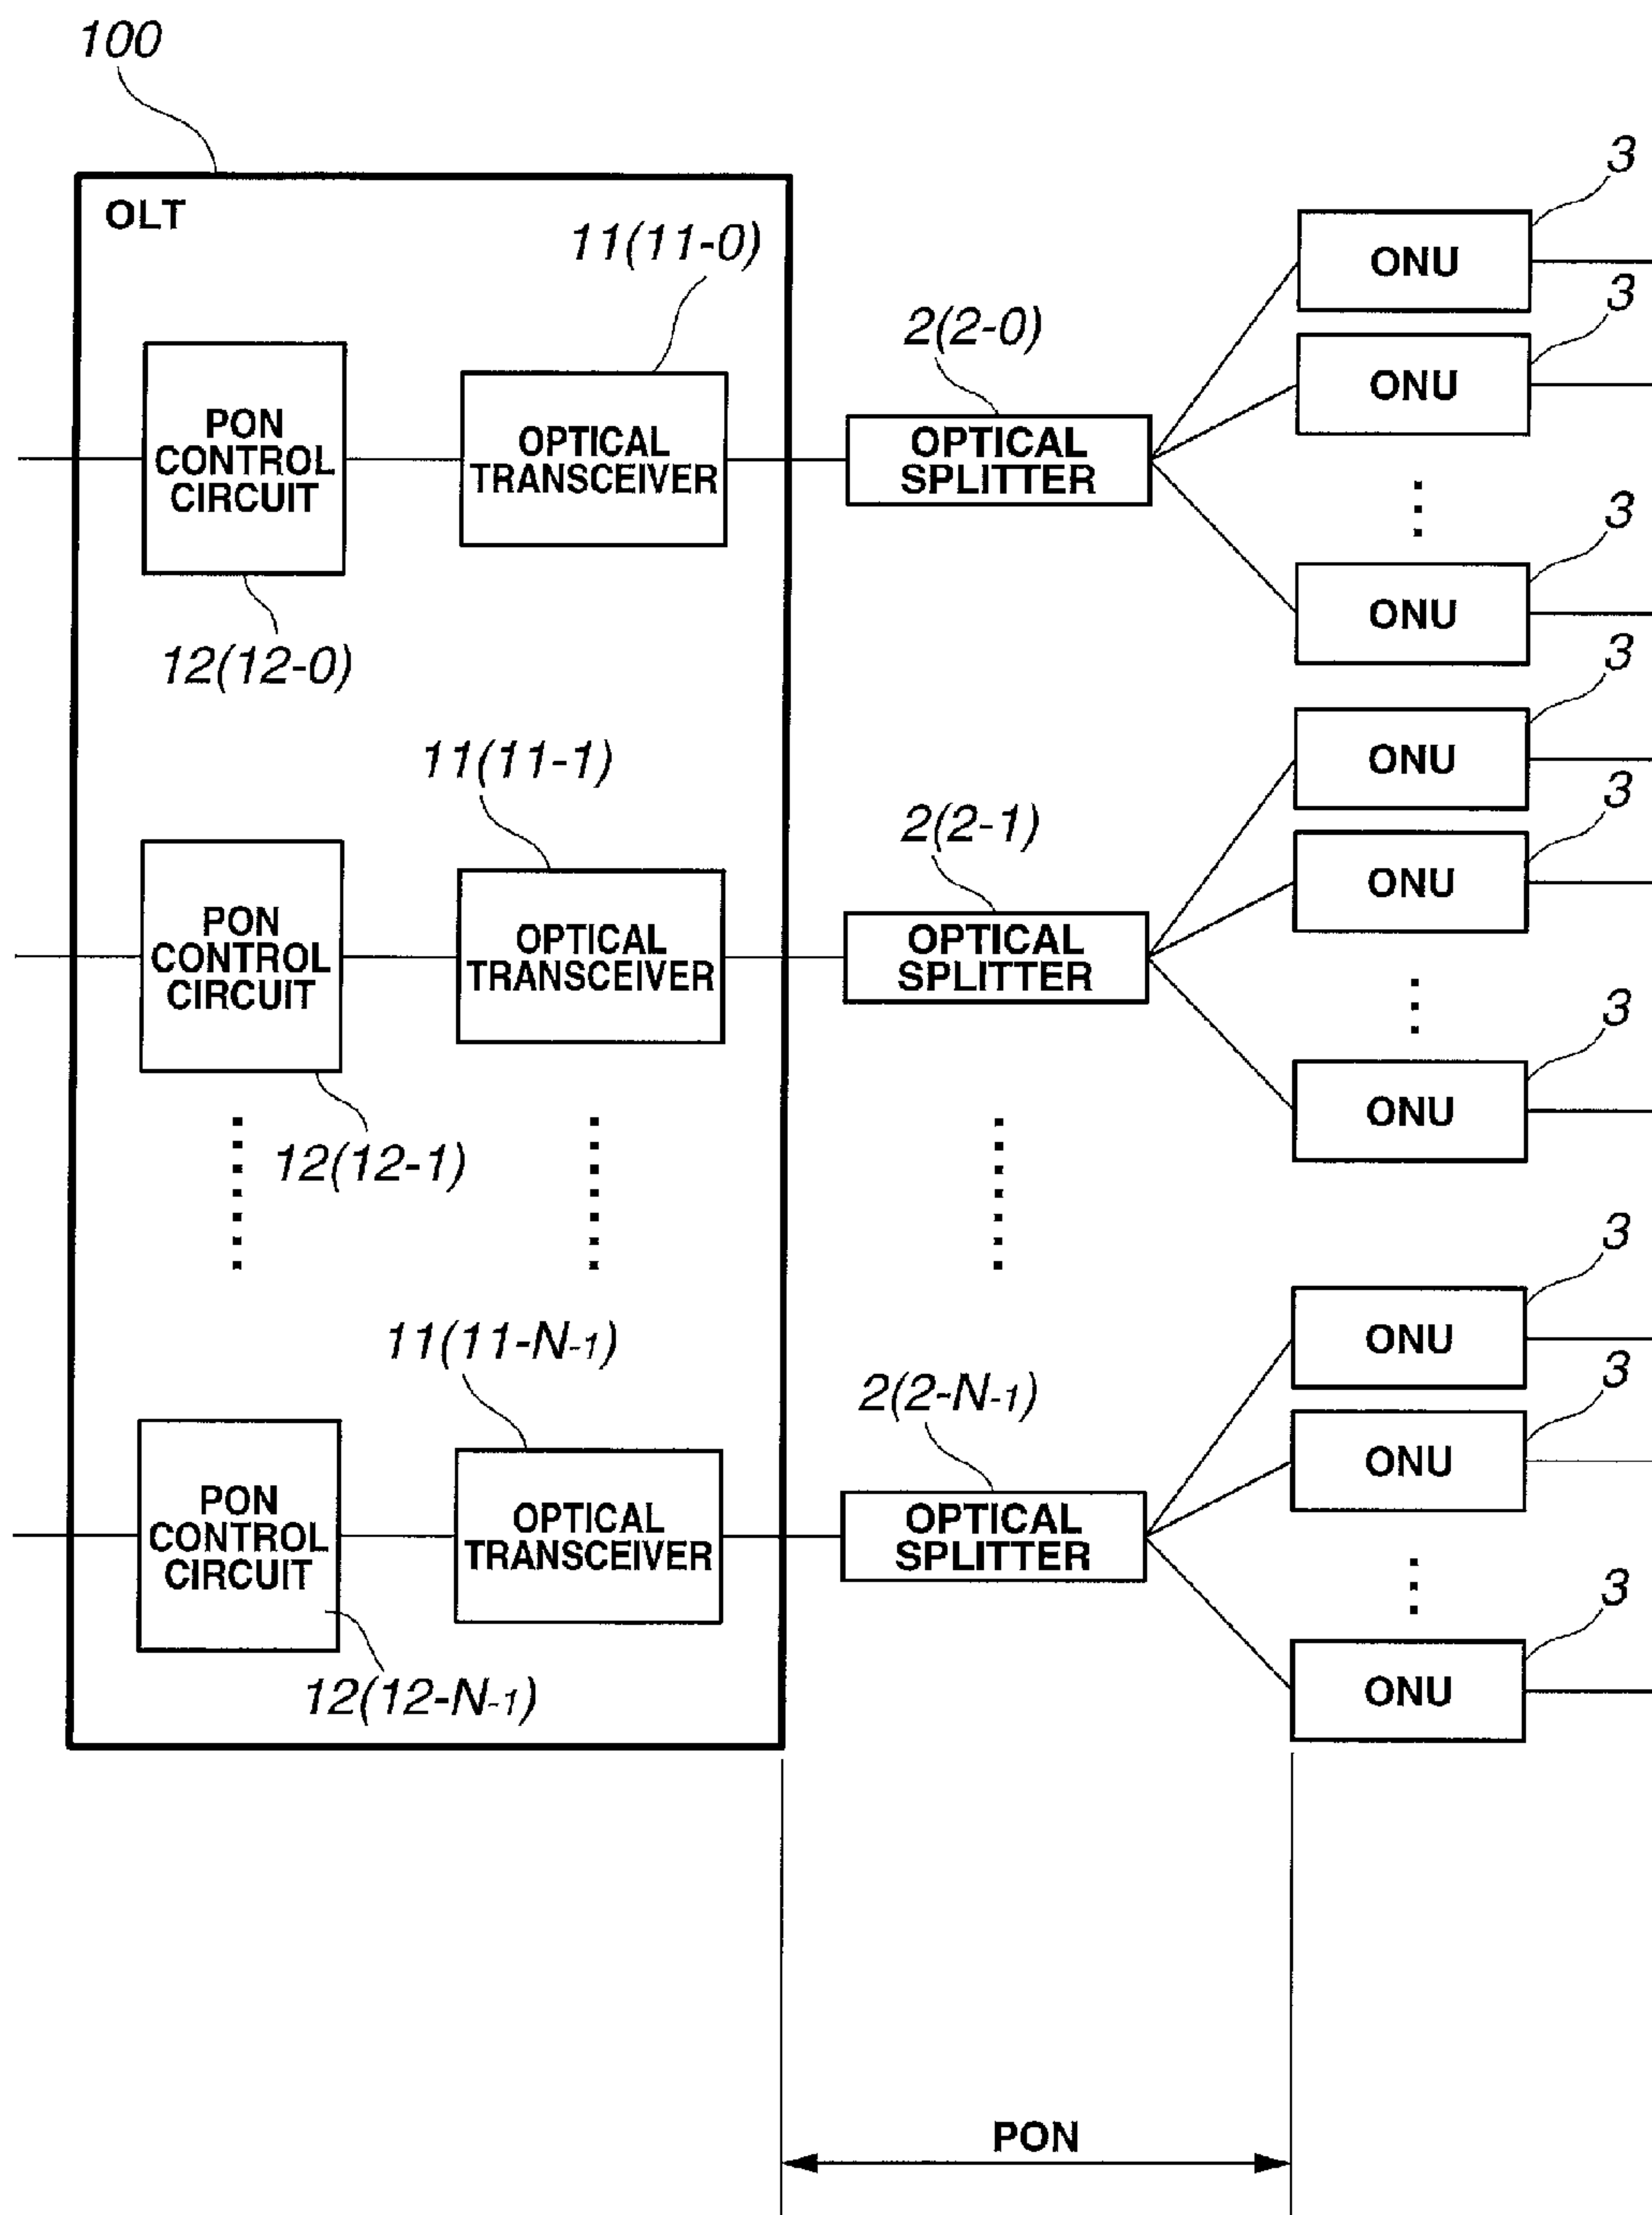 100
OLT
11(11-0)
PON
CONTROL
CIRCUIT
OPTICAL
TRANSCEIVER
12(12-0)
2(2-0)
OPTICAL
SPLITTER
3
ONU
3
ONU
3
ONU
11(11-1)
PON
CONTROL
CIRCUIT
OPTICAL
TRANSCEIVER
12(12-1)
2(2-1)
OPTICAL
SPLITTER
3
ONU
3
ONU
3
ONU
11(11-N-1)
PON
CONTROL
CIRCUIT
OPTICAL
TRANSCEIVER
12(12-N-1)
2(2-N-1)
OPTICAL
SPLITTER
3
ONU
3
ONU
3
ONU
PON